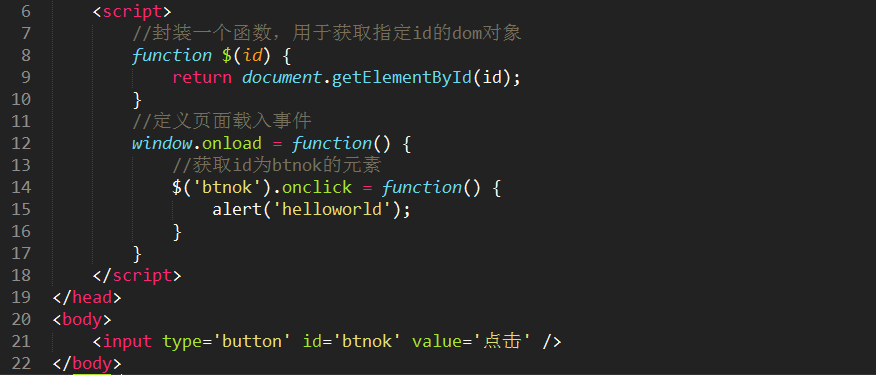 6 <script>
7 //封装一个函数，用于获取指定id的dom对象
8 function $(id) {
9 return document.getElementById(id);
10 }
11 //定义页面载入事件
12 window.onload = function() {
13 //获取id为btnok的元素
14 $('btnok').onclick = function() {
15 alert('helloworld');
16 }
17 }
18 </script>
19 </head>
20 <body>
21 <input type='button' id='btnok' value='点击' />
22 </body>